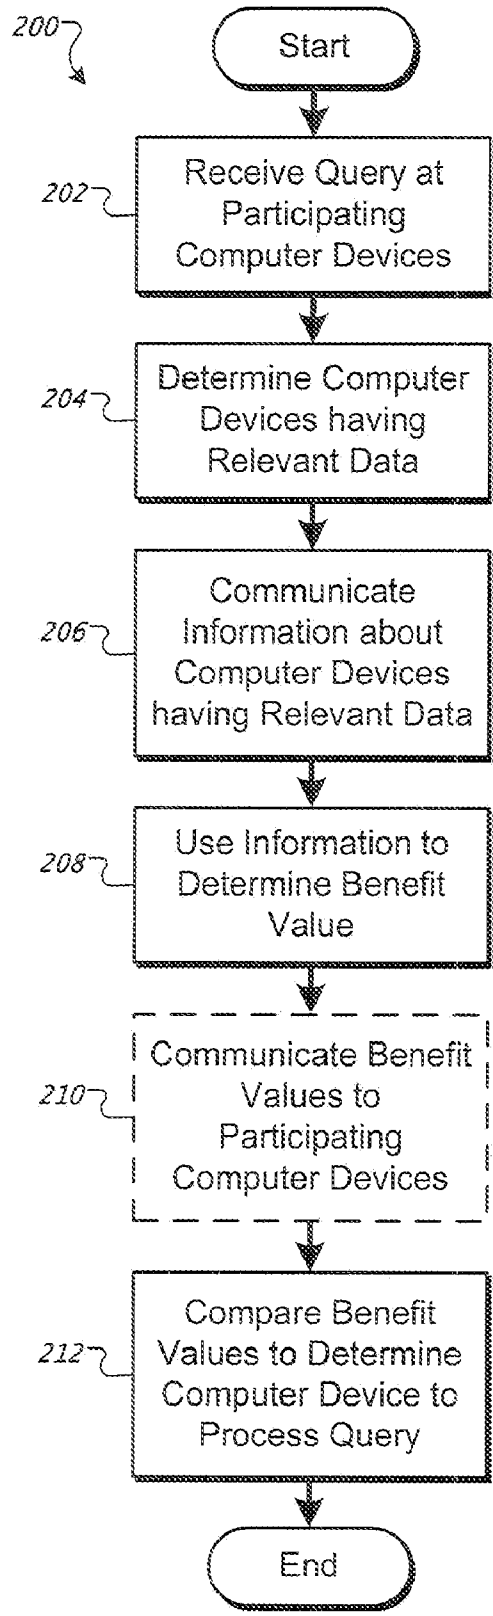 200
Start
202
Receive Query at
Participating
Computer Devices
204
Determine Computer
Devices having
Relevant Data
206
Communicate
Information about
Computer Devices
having Relevant Data
208
Use Information to
Determine Benefit
Value
210
Communicate Benefit
Values to
Participating
Computer Devices
212
Compare Benefit
Values to Determine
Computer Device to
Process Query
End